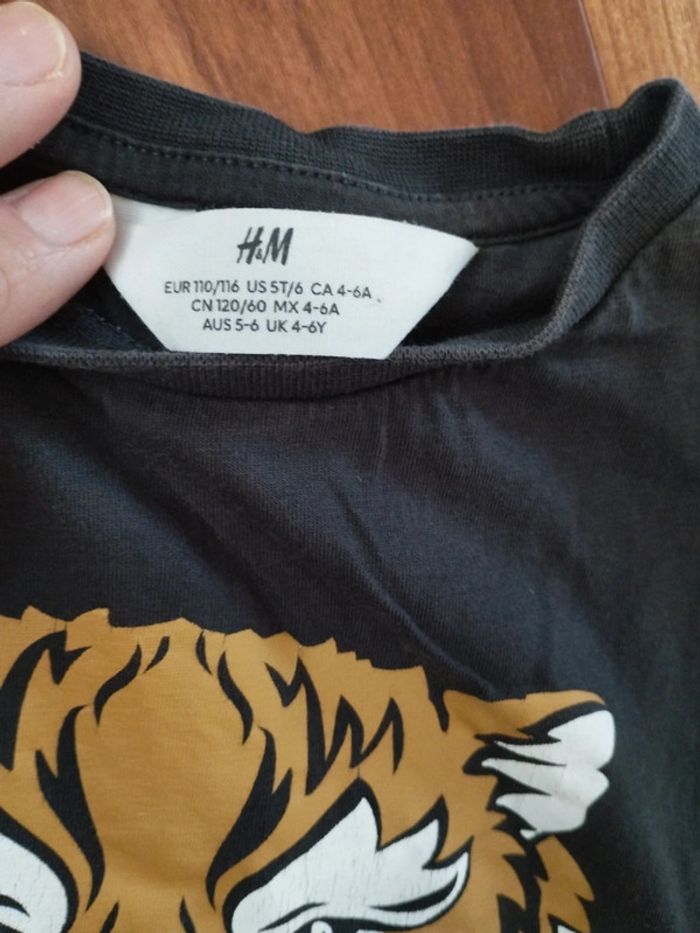 H&M
EUR 110/116 US 5T/6 CA 4-6A
CN 120/60 MX 4-6A
AUS 5-6 UK 4-6Y